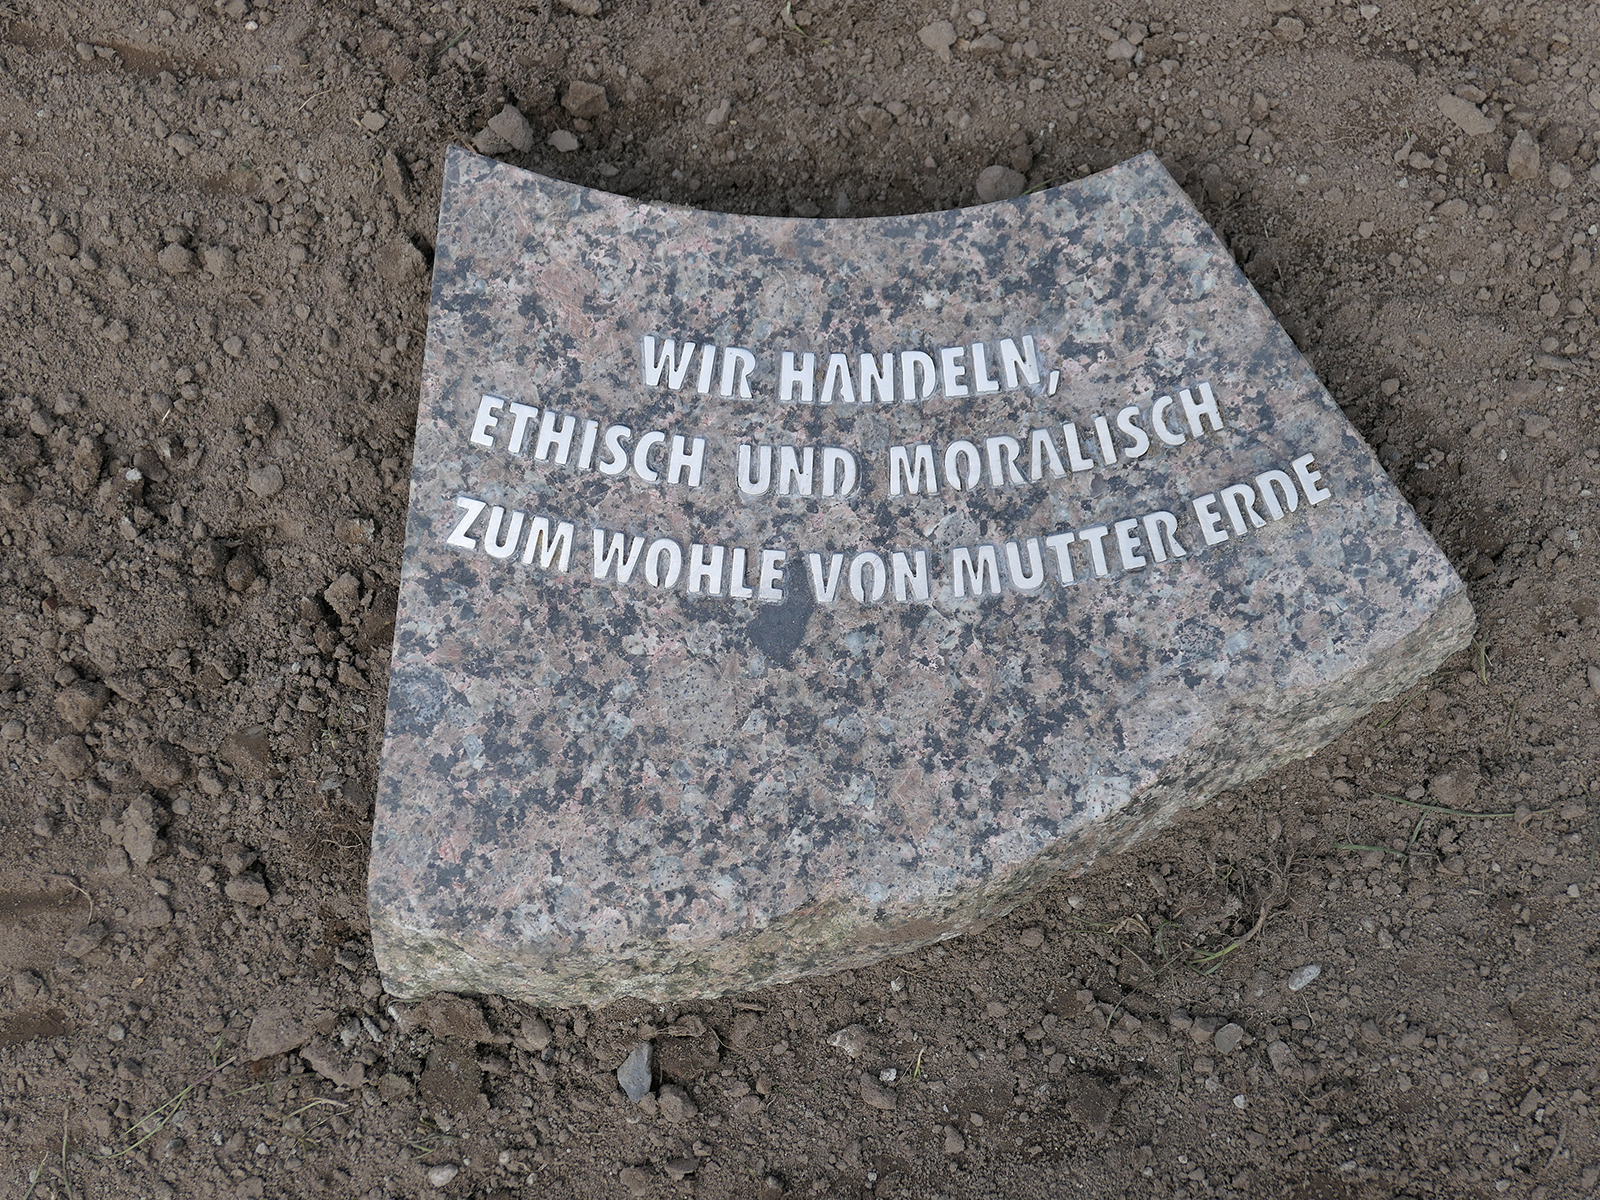 WIR HANDELN,
ETHISCH UND MORALISCH
ZUM WOHLE VON MUTTER ERDE